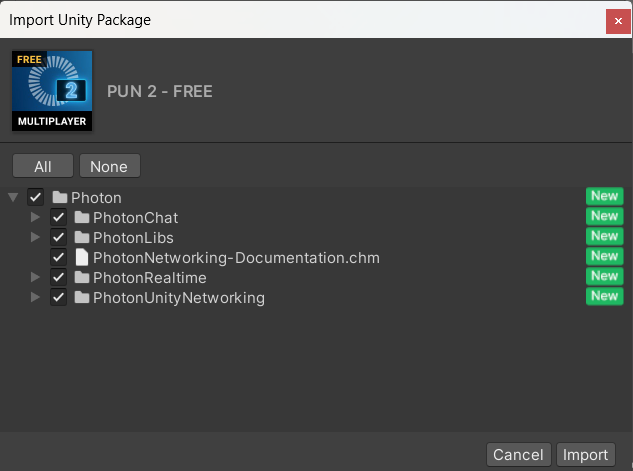 Import Unity Package
FREE
2
MULTIPLAYER
PUN 2 - FREE
All None
Photon New
PhotonChat New
PhotonLibs New
PhotonNetworking-Documentation.chm New
PhotonRealtime New
PhotonUnityNetworking New
Cancel Import